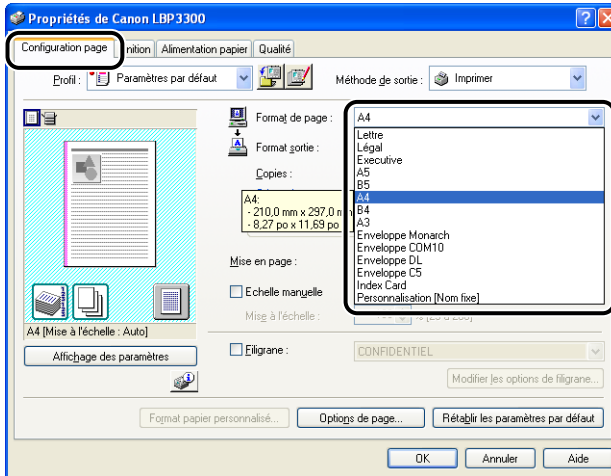 Propriétés de Canon LBP3300
Configuration page nition Alimentation papier Qualité
Profil : Paramètres par défaut Méthode de sortie : Imprimer
Format de page : A4
Format sortie :
Copies :
Lettre
Légal
Executive
A5
B5
A4
B4
A3
Enveloppe Monarch
Enveloppe COM10
Enveloppe DL
Enveloppe C5
Index Card
Personnalisation [Nom fixe]
A4:
- 210,0 mm x 297,0 m
- 8,27 po x 11,69 po
Mise en page :
Echelle manuelle
Mise à l'échelle :
A4 [Mise à l'échelle : Auto]
Affichage des paramètres
Filigrane : CONFIDENTIEL
Modifier les options de filigrane...
Format papier personnalisé... Options de page... Rétablir les paramètres par défaut
OK Annuler Aide